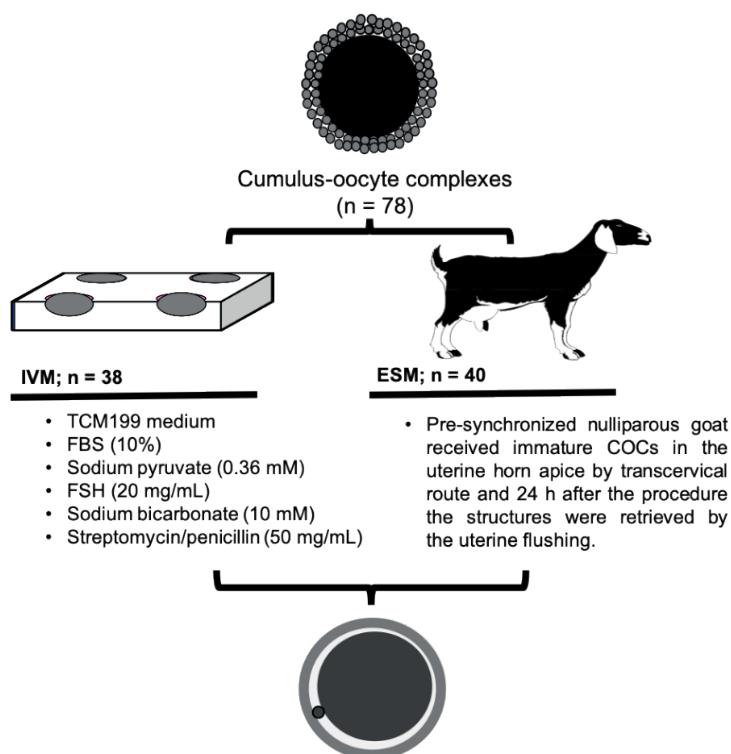 Cumulus-oocyte complexes
(n = 78)
IVM; n = 38
• TCM199 medium
• FBS (10%)
• Sodium pyruvate (0.36 mM)
• FSH (20 mg/mL)
• Sodium bicarbonate (10 mM)
• Streptomycin/penicillin (50 mg/mL)
ESM; n = 40
• Pre-synchronized nulliparous goat
received immature COCs in the
uterine horn apice by transcervical
route and 24 h after the procedure
the structures were retrieved by
the uterine flushing.